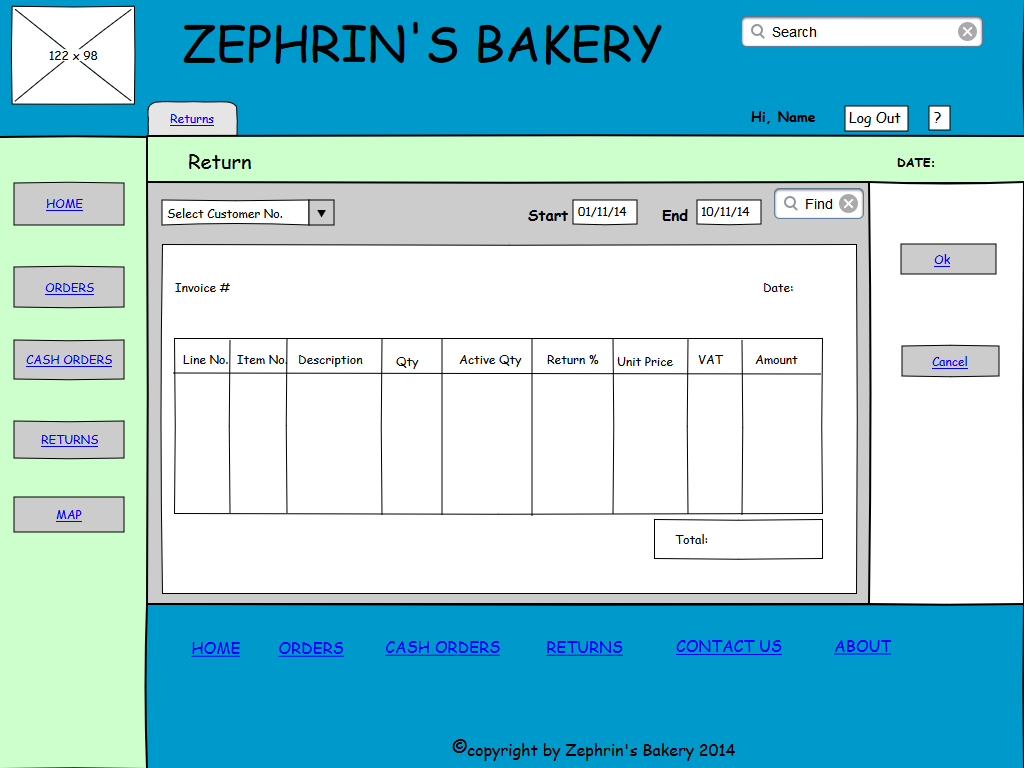 122 x 98
ZEPHRIN'S BAKERY
Search
Returns
Hi, Name
Log Out
?
Return
DATE:
HOME
ORDERS
CASH ORDERS
RETURNS
MAP
Select Customer No.
Start 01/11/14
End 10/11/14
Find
Ok
Cancel
Invoice #
Date:
Line No. Item No. Description Qty Active Qty Return % Unit Price VAT Amount
Total:
HOME ORDERS CASH ORDERS RETURNS CONTACT US ABOUT
©copyright by Zephrin's Bakery 2014